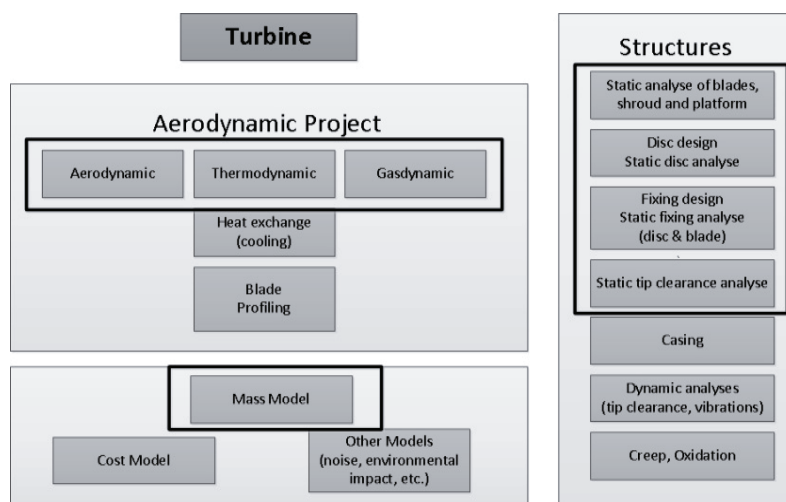 Turbine
Aerodynamic Project
Aerodynamic
Thermodynamic
Gasdynamic
Heat exchange
(cooling)
Blade
Profiling
Mass Model
Cost Model
Other Models
(noise, environmental
impact, etc.)
Structures
Static analyse of blades,
shroud and platform
Disc design
Static disc analyse
Fixing design
Static fixing analyse
(disc & blade)
Static tip clearance analyse
Casing
Dynamic analyses
(tip clearance, vibrations)
Creep, Oxidation